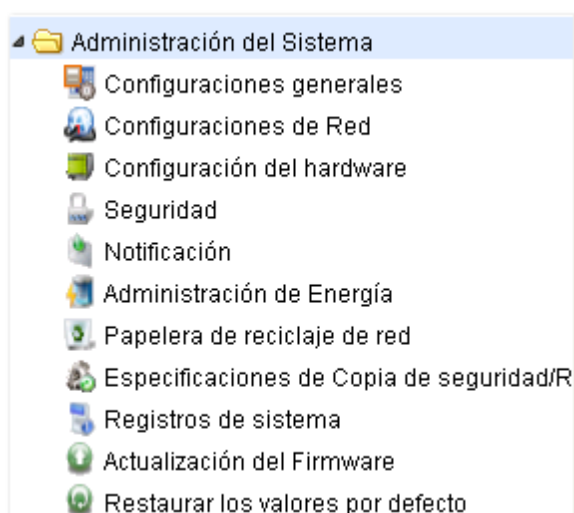 Administración del Sistema
Configuraciones generales
Configuraciones de Red
Configuración del hardware
Seguridad
Notificación
Administración de Energía
Papelera de reciclaje de red
Especificaciones de Copia de seguridad/R
Registros de sistema
Actualización del Firmware
Restaurar los valores por defecto